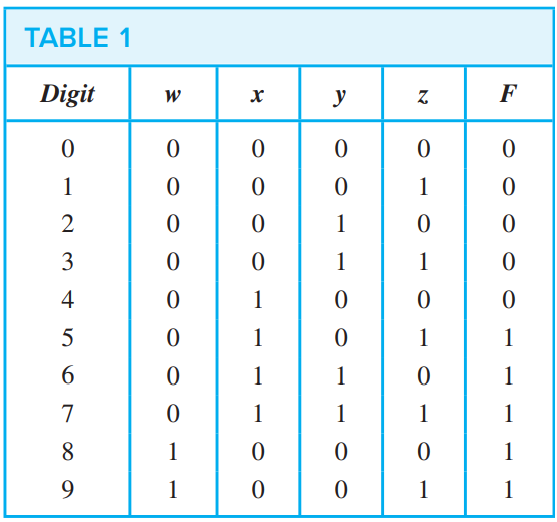 TABLE 1
Digit w x y z F
0 0 0 0 0 0
1 0 0 0 1 0
2 0 0 1 0 0
3 0 0 1 1 0
4 0 1 0 0 0
5 0 1 0 1 1
6 0 1 1 0 1
7 0 1 1 1 1
8 1 0 0 0 1
9 1 0 0 1 1